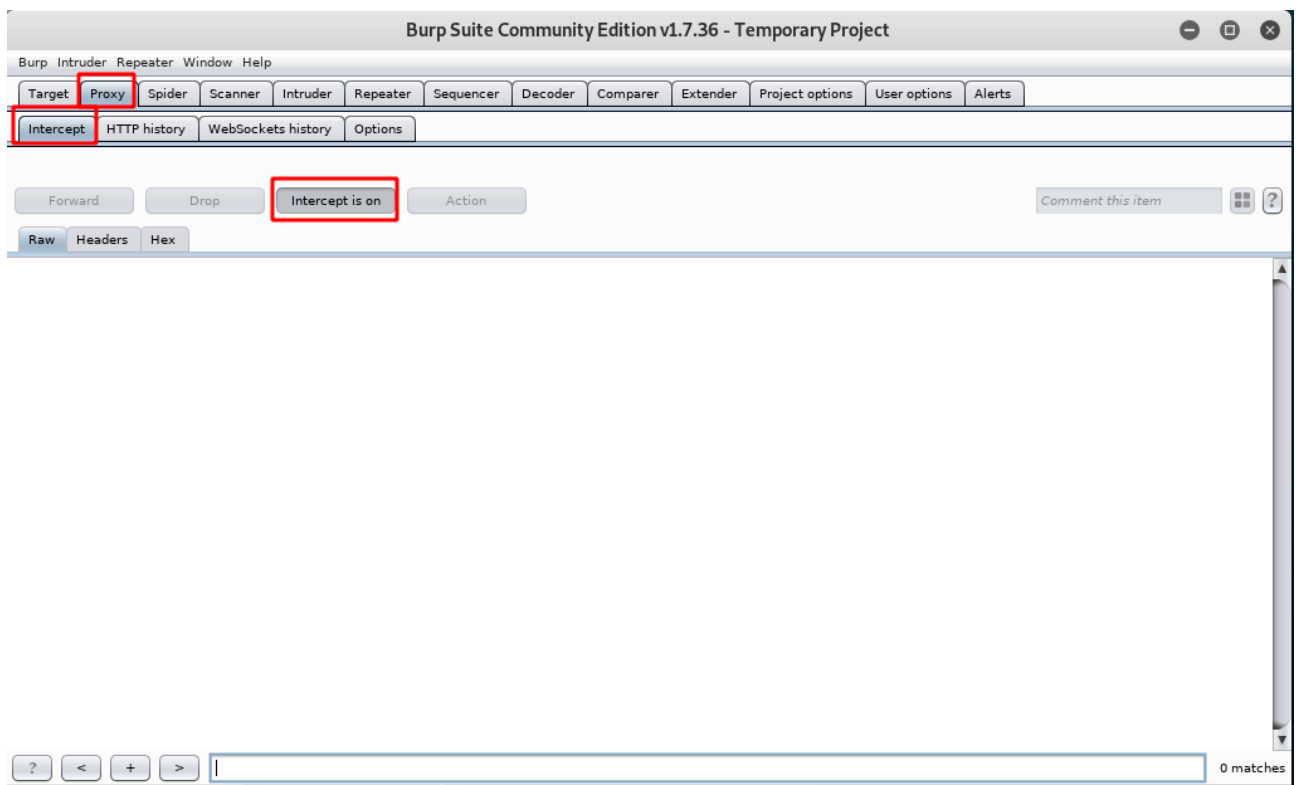 Burp Suite Community Edition v1.7.36 - Temporary Project
Burp Intruder Repeater Window Help
Target Proxy Spider Scanner Intruder Repeater Sequencer Decoder Comparer Extender Project options User options Alerts
Intercept HTTP history WebSockets history Options
Forward Drop Intercept is on Action Comment this item ?
Raw Headers Hex
? < + > 0 matches